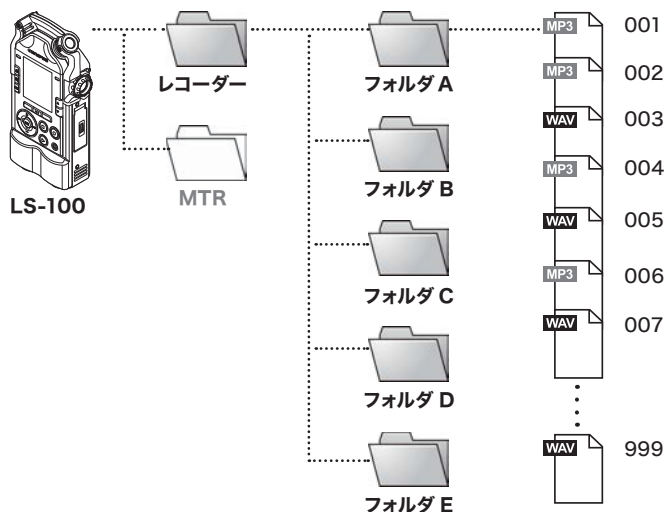 LS-100
レコーダー
MTR
フォルダ A
フォルダ B
フォルダ C
フォルダ D
フォルダ E
MP3 001
MP3 002
WAV 003
MP3 004
WAV 005
MP3 006
WAV 007
WAV 999